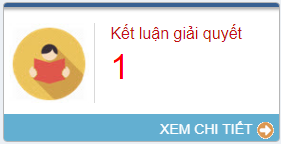 Kết luận giải quyết
1
XEM CHI TIẾT